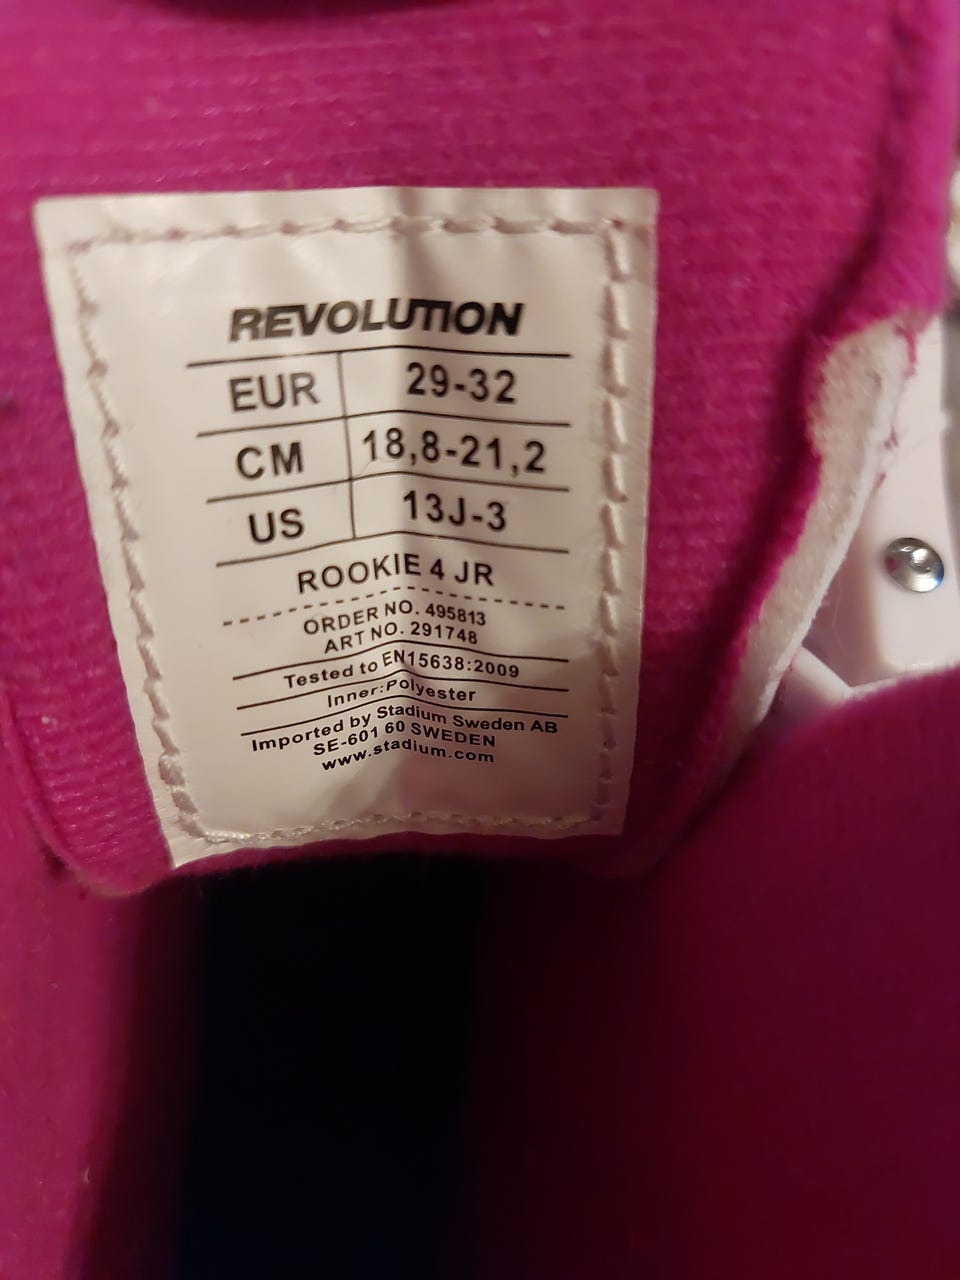 REVOLUTION
EUR 29-32
CM 18,8-21,2
US 13J-3
ROOKIE 4 JR
ORDER NO. 495813
ART NO. 291748
Tested to EN15638:2009
Inner:Polyester
Imported by Stadium Sweden AB
SE-601 60 SWEDEN
www.stadium.com